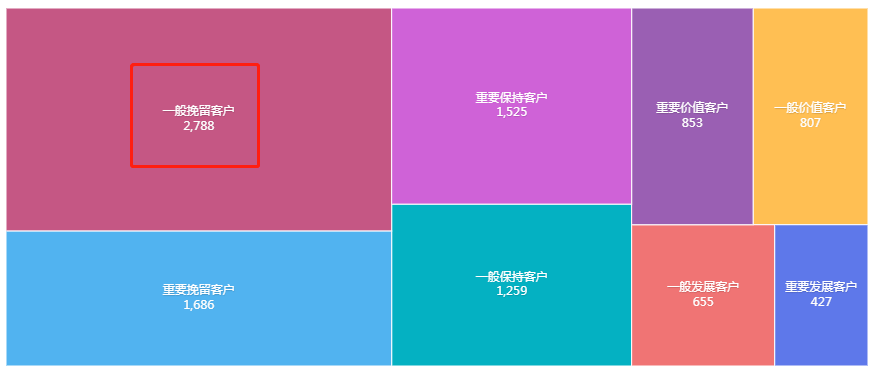 一般挽留客户
2,788
重要保持客户
1,525
重要价值客户
853
一般价值客户
807
重要挽留客户
1,686
一般保持客户
1,259
一般发展客户
655
重要发展客户
427